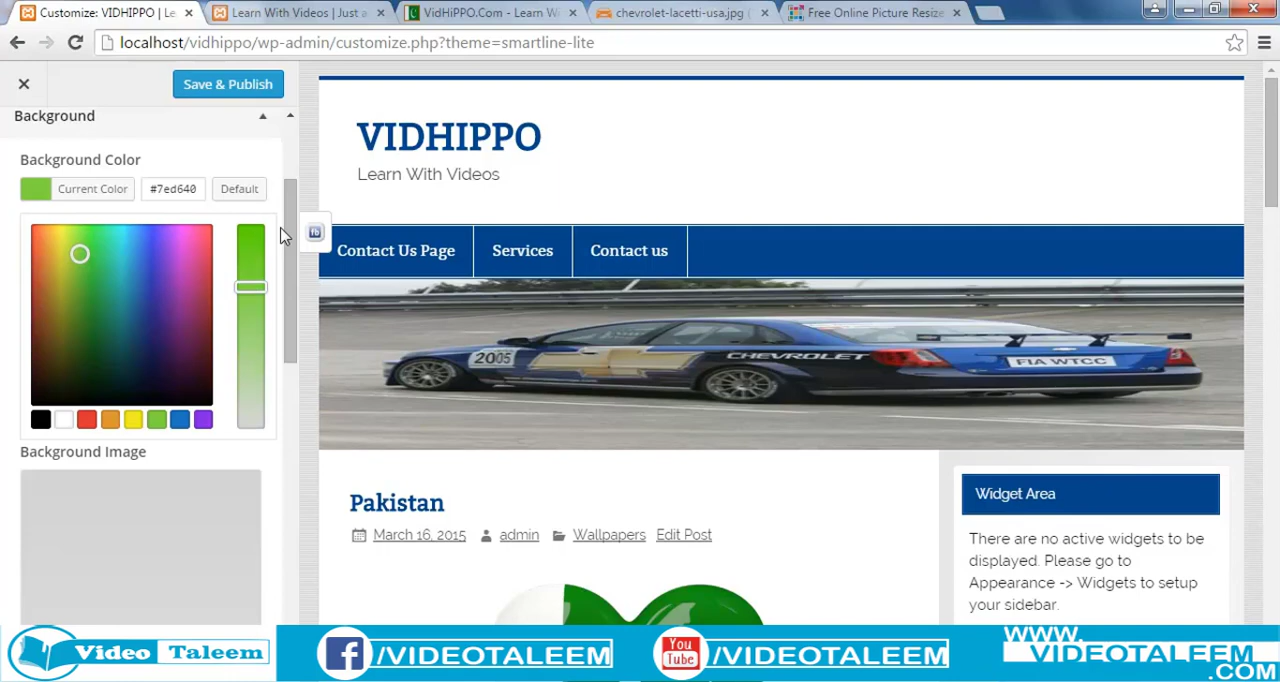 Customize: VIDHIPPO | Le
Learn With Videos | Just a
VidHiPPO.Com - Learn Wi
chevrolet-lacetti-usa.jpg (
Free Online Picture Resize
localhost/vidhippo/wp-admin/customize.php?theme=smartline-lite
Save & Publish
Background
Background Color
Current Color
#7ed640
Default
Background Image
fb
VIDHIPPO
Learn With Videos
Contact Us Page
Services
Contact us
2005
CHEVROLET
FIA WTCC
Pakistan
March 16, 2015
admin
Wallpapers
Edit Post
Widget Area
There are no active widgets to be
displayed. Please go to
Appearance -> Widgets to setup
your sidebar.
Video Taleem
/VIDEOTALEEM
You
Tube
/VIDEOTALEEM
WWW.
VIDEOTALEEM
.COM